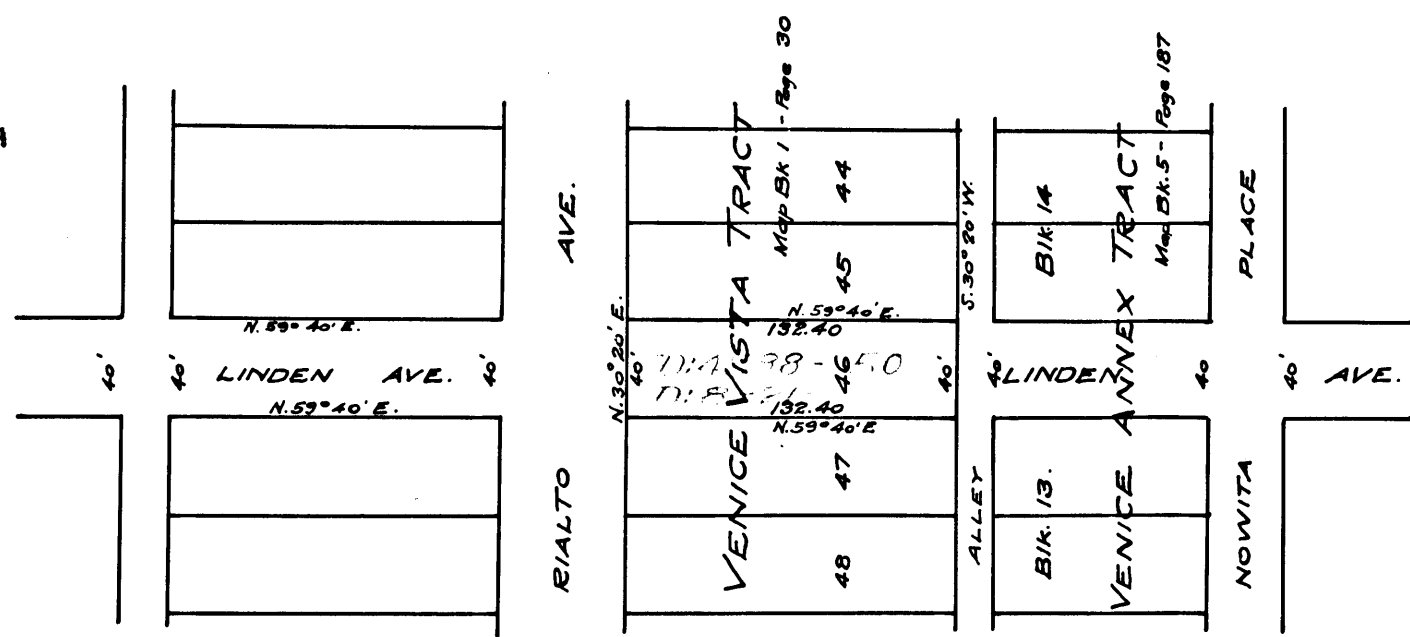 RIALTO AVE.
VENICE VISTA TRACT
Map Bk 1 - Page 30
44
45
46
47
48
N. 59° 40' E.
132.40
132.40
N. 59° 40' E
N. 30° 20' E.
S. 30° 20' W.
ALLEY
Blk. 14
Blk. 13.
VENICE ANNEX TRACT
Map Bk. 5 - Page 187
NOWITA PLACE
N. 59° 40' E.
40'
40'
LINDEN AVE.
40'
40'
40'
40'
LINDEN
40
40'
AVE.
N. 59° 40' E.